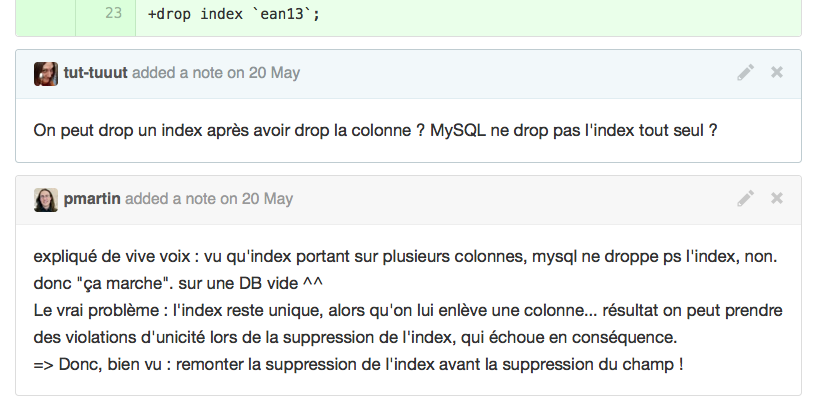 23 +drop index `ean13`;
tut-tuuut added a note on 20 May
On peut drop un index après avoir drop la colonne ? MySQL ne drop pas l'index tout seul ?
pmartin added a note on 20 May
expliqué de vive voix : vu qu'index portant sur plusieurs colonnes, mysql ne droppe ps l'index, non.
donc "ça marche". sur une DB vide ^^
Le vrai problème : l'index reste unique, alors qu'on lui enlève une colonne... résultat on peut prendre
des violations d'unicité lors de la suppression de l'index, qui échoue en conséquence.
=> Donc, bien vu : remonter la suppression de l'index avant la suppression du champ !